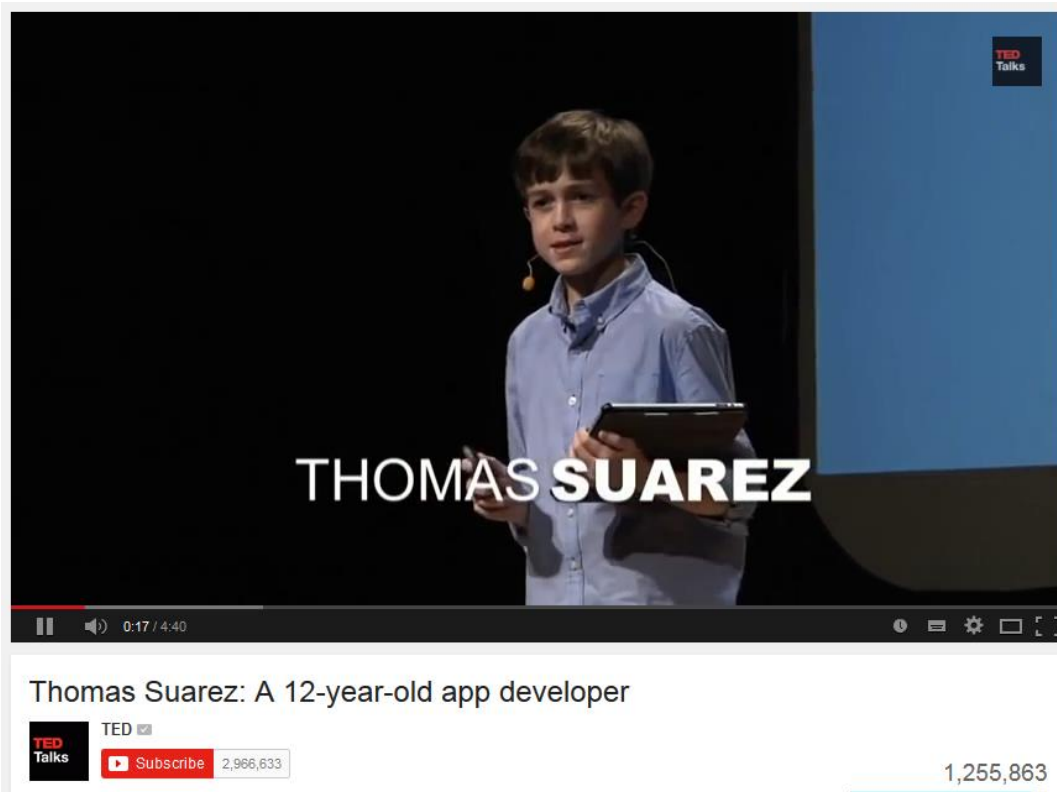 TED
Talks
THOMAS SUAREZ
0:17 / 4:40
Thomas Suarez: A 12-year-old app developer
TED
Talks
TED
Subscribe 2,966,633
1,255,863